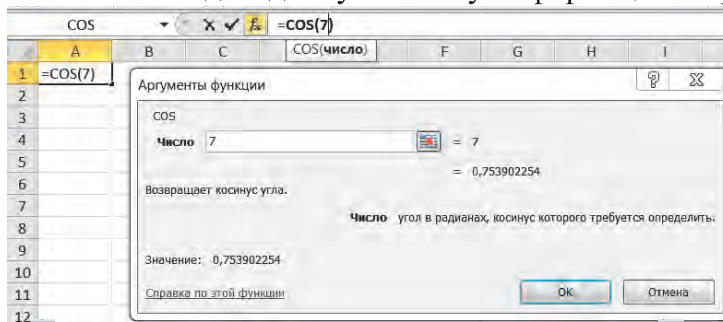 COS =COS(7)
COS(число)
A B C F G H I
1 =COS(7)
Аргументы функции
2
3 COS
4 Число 7 = 7
5 = 0,753902254
6 Возвращает косинус угла.
7 Число угол в радианах, косинус которого требуется определить.
8
9 Значение: 0,753902254
10
11 Справка по этой функции ОК Отмена
12